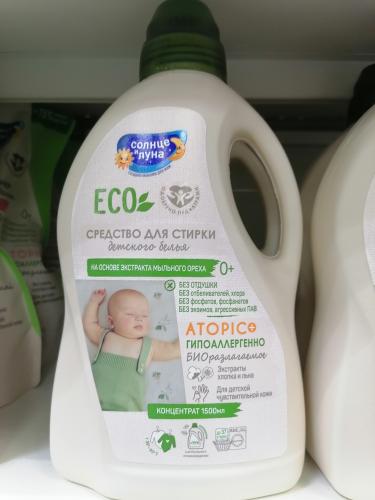 солнце
и луна
ECO
СРЕДСТВО ДЛЯ СТИРКИ
детского белья
НА ОСНОВЕ ЭКСТРАКТА МЫЛЬНОГО ОРЕХА
0+
БЕЗ ОТДУШКИ
БЕЗ отбеливателей, хлора
БЕЗ фосфатов, фосфонатов
БЕЗ энзимов, агрессивных ПАВ
ATOPIC+
ГИПОАЛЛЕРГЕННО
БИОразлагаемое
Экстракты
хлопка и льна
Для детской
чувствительной кожи
КОНЦЕНТРАТ 1500мл